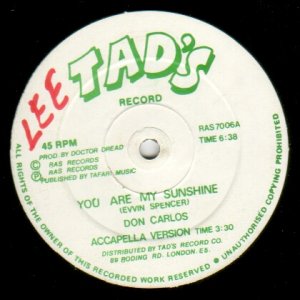 LEE
TAD's
RECORD
45 RPM
RAS 7006A
TIME 6:38
PROD. BY DOCTOR DREAD
Ⓒ RAS RECORDS
Ⓟ RAS RECORDS
PUBLISHED BY TAFARI MUSIC
YOU ARE MY SUNSHINE
(EVVIN SPENCER)
DON CARLOS
ACCAPELLA VERSION TIME 3:30
DISTRIBUTED BY TAD'S RECORD CO.
89 BODING RD. LONDON. E8.
ALL RIGHTS OF THE OWNER OF THIS RECORDED WORK RESERVED ● UNAUTHORISED COPYING PROHIBITED